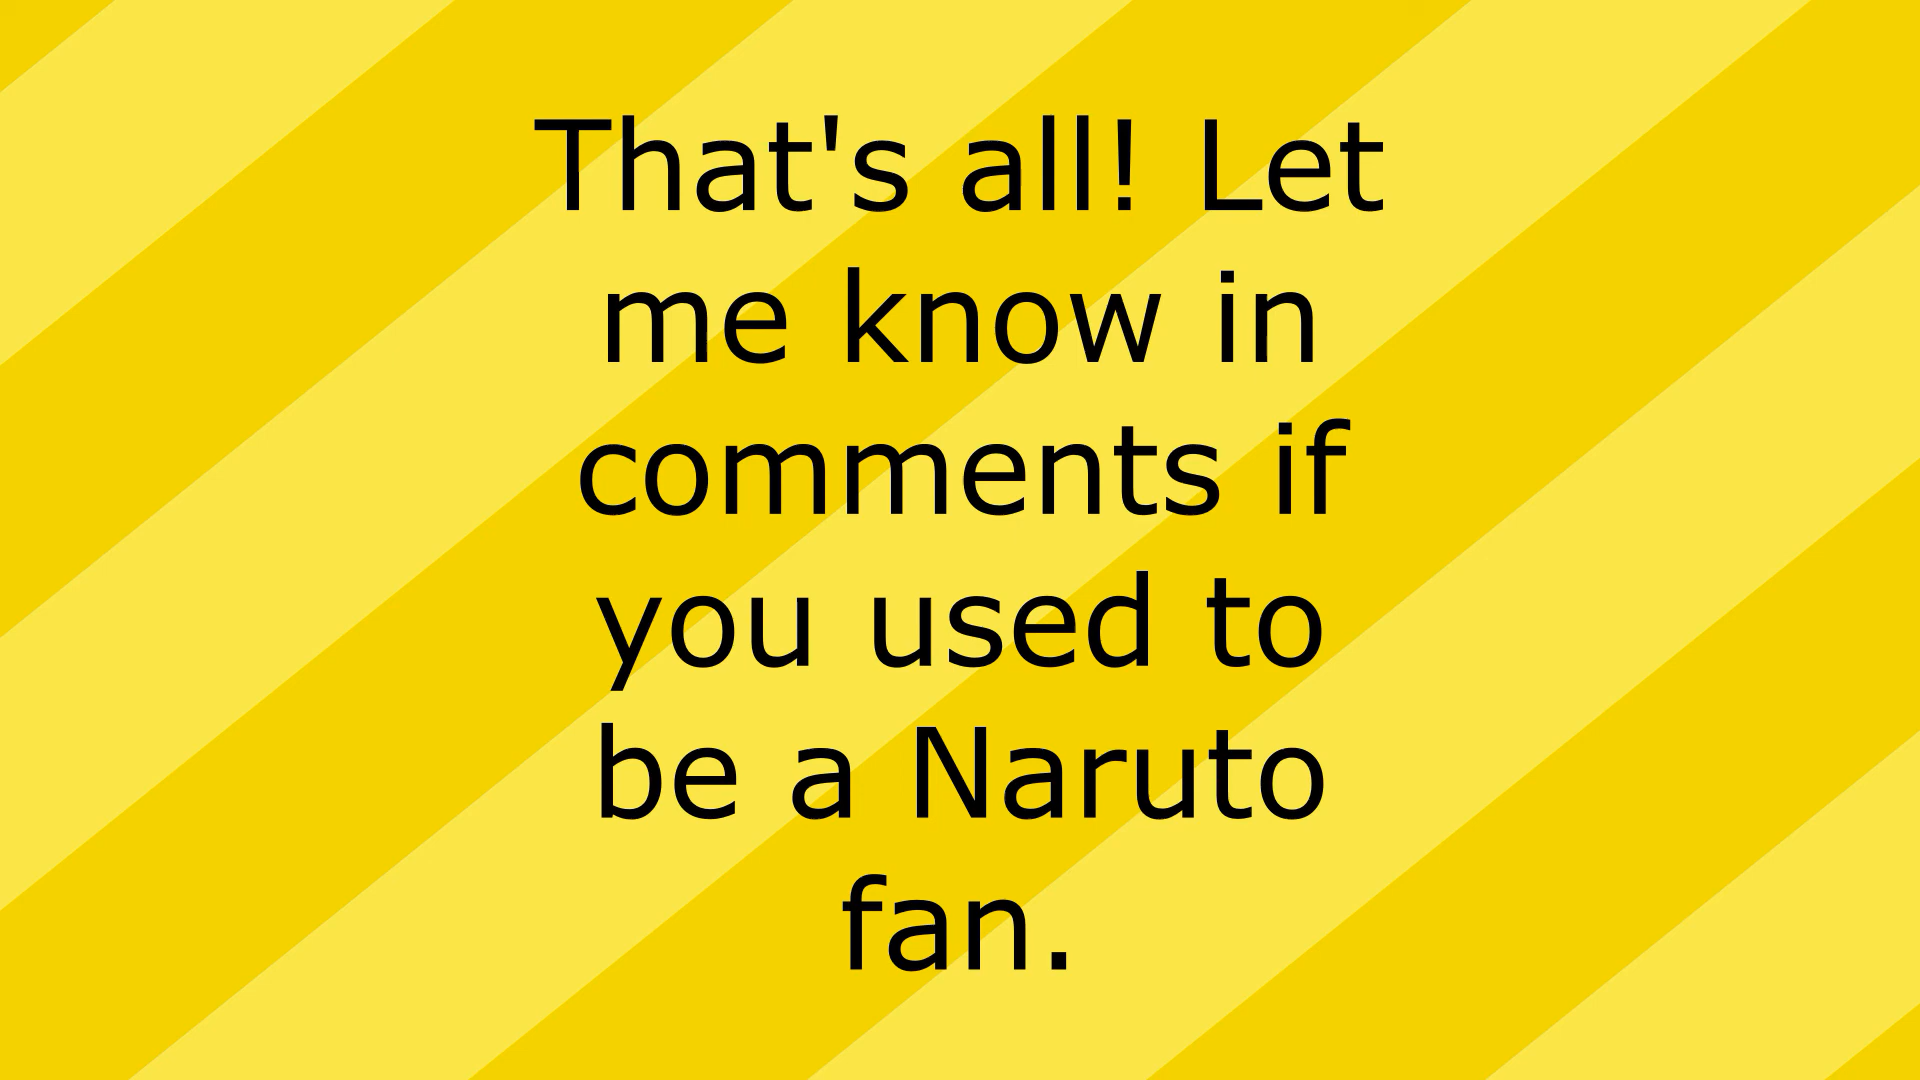 That's all! Let
me know in
comments if
you used to
be a Naruto
fan.